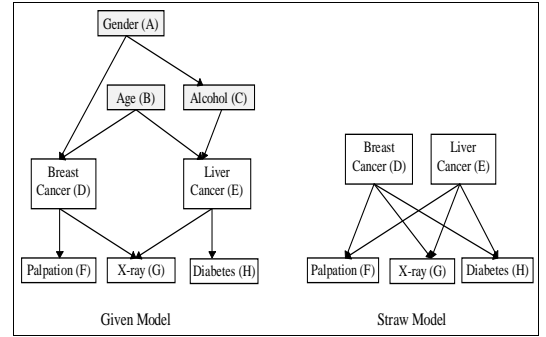 Gender (A)
Age (B)
Alcohol (C)
Breast
Cancer (D)
Liver
Cancer (E)
Palpation (F)
X-ray (G)
Diabetes (H)
Given Model
Breast
Cancer (D)
Liver
Cancer (E)
Palpation (F)
X-ray (G)
Diabetes (H)
Straw Model